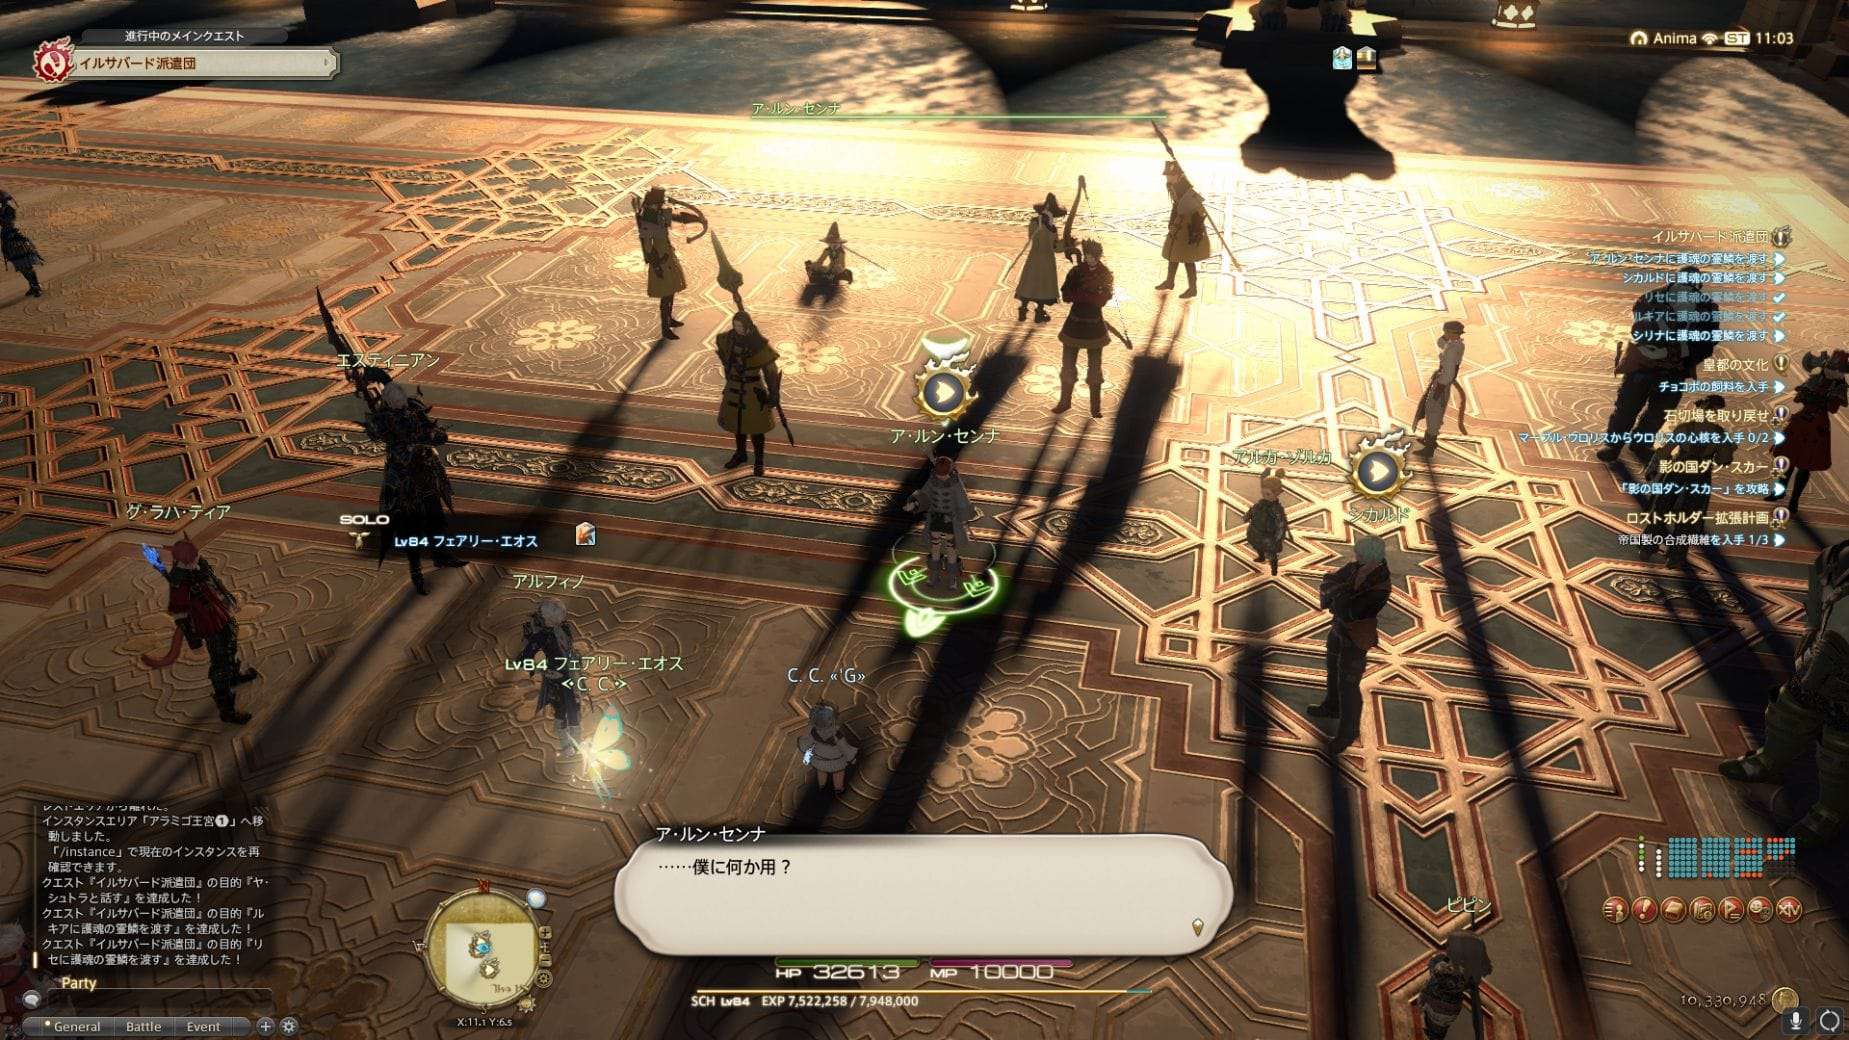 進行中のメインクエスト
イルサバード派遣団
Anima ST 11:03
ア・ルン・センナ
イルサバード派遣団
ア・ルン・センナに護魂の霊鱗を渡す
シカルドに護魂の霊鱗を渡す
リセに護魂の霊鱗を渡す
ルキアに護魂の霊鱗を渡す
シリナに護魂の霊鱗を渡す
皇都の文化
チョコボの飼料を入手
石切場を取り戻せ
マーブル・ウロリスからウロリスの心核を入手 0/2
影の国ダン・スカー
「影の国ダン・スカー」を攻略
ロストホルダー拡張計画
帝国製の合成繊維を入手 1/3
エスティニアン
ア・ルン・センナ
アルカ・ゾルカ
シカルド
グ・ラハ・ティア
SOLO
Lv84 フェアリー・エオス
アルフィノ
Lv84 フェアリー・エオス
C. C.
C. C. «'G»
ピピン
レストエリアから離れた。
インスタンスエリア「アラミゴ王宮1」へ移
動しました。
「/instance」で現在のインスタンスを再
確認できます。
クエスト『イルサバード派遣団』の目的『ヤ・
シュトラと話す』を達成した！
クエスト『イルサバード派遣団』の目的『ル
キアに護魂の霊鱗を渡す』を達成した！
クエスト『イルサバード派遣団』の目的『リ
セに護魂の霊鱗を渡す』を達成した！
Party
General Battle Event
X:11.1 Y:6.5
ア・ルン・センナ
……僕に何か用？
HP 32613 MP 10000
SCH Lv84 EXP 7,522,258 / 7,948,000
10,330,948